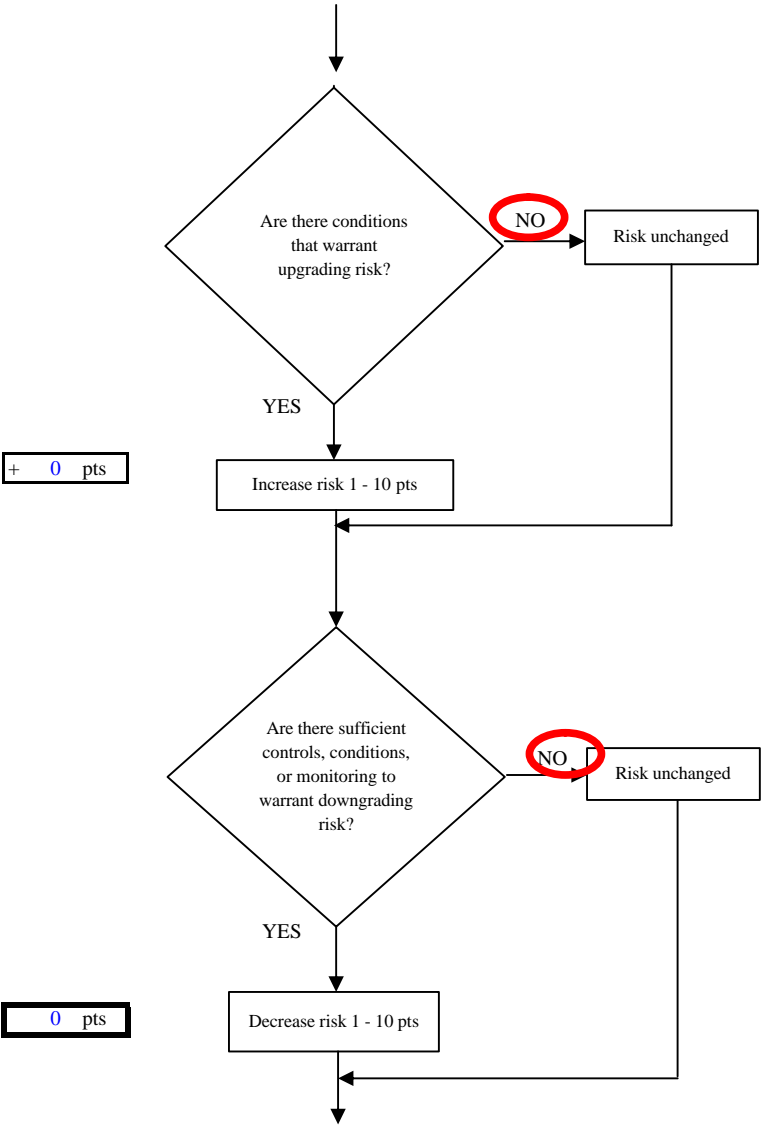 Are there conditions
that warrant
upgrading risk?
NO
Risk unchanged
YES
+ 0 pts
Increase risk 1 - 10 pts
Are there sufficient
controls, conditions,
or monitoring to
warrant downgrading
risk?
NO
Risk unchanged
YES
0 pts
Decrease risk 1 - 10 pts